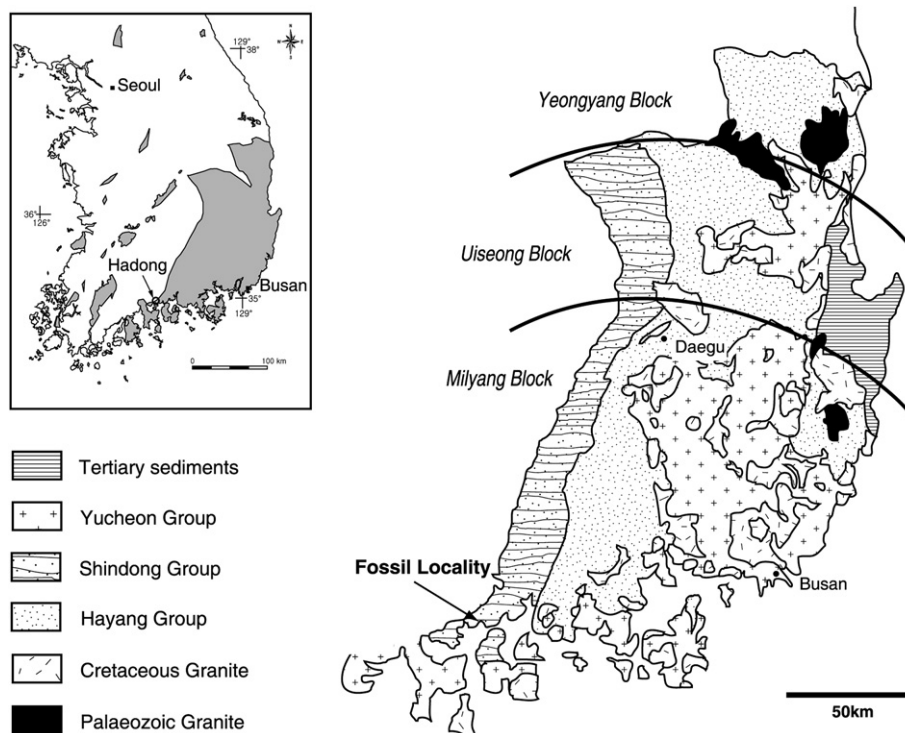 129°
38°
Seoul
36°
126°
Hadong
Busan
35°
129°
0
100 km
Tertiary sediments
Yucheon Group
Shindong Group
Hayang Group
Cretaceous Granite
Palaeozoic Granite
Yeongyang Block
Uiseong Block
Milyang Block
Daegu
Fossil Locality
Busan
50km